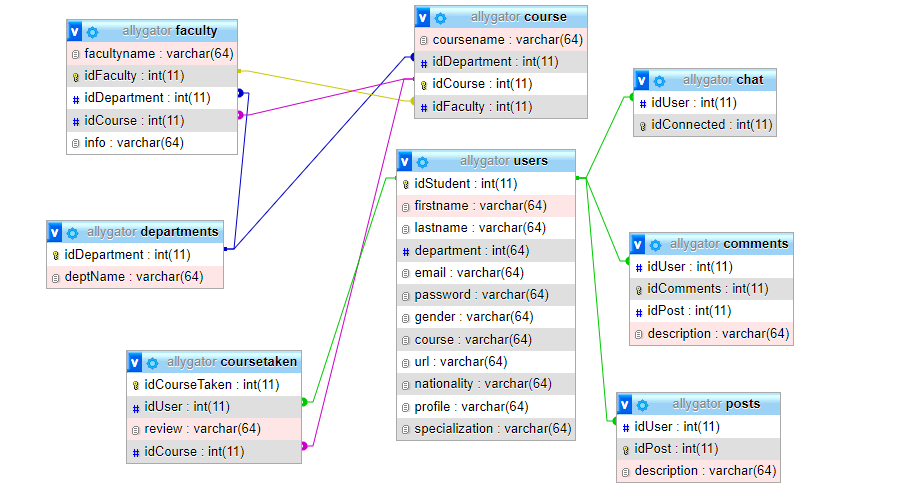 allygator faculty
facultyname : varchar(64)
idFaculty : int(11)
idDepartment : int(11)
idCourse : int(11)
info : varchar(64)
allygator course
coursename : varchar(64)
idDepartment : int(11)
idCourse : int(11)
idFaculty : int(11)
allygator chat
idUser : int(11)
idConnected : int(11)
allygator users
idStudent : int(11)
firstname : varchar(64)
lastname : varchar(64)
department : int(64)
email : varchar(64)
password : varchar(64)
gender : varchar(64)
course : varchar(64)
url : varchar(64)
nationality : varchar(64)
profile : varchar(64)
specialization : varchar(64)
allygator departments
idDepartment : int(11)
deptName : varchar(64)
allygator comments
idUser : int(11)
idComments : int(11)
idPost : int(11)
description : varchar(64)
allygator coursetaken
idCourseTaken : int(11)
idUser : int(11)
review : varchar(64)
idCourse : int(11)
allygator posts
idUser : int(11)
idPost : int(11)
description : varchar(64)